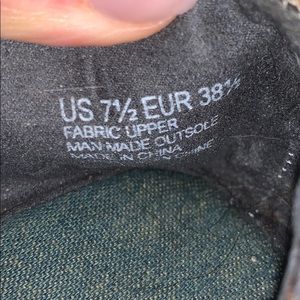 US 7½ EUR 38½
FABRIC UPPER
MAN MADE OUTSOLE
MADE IN CHINA